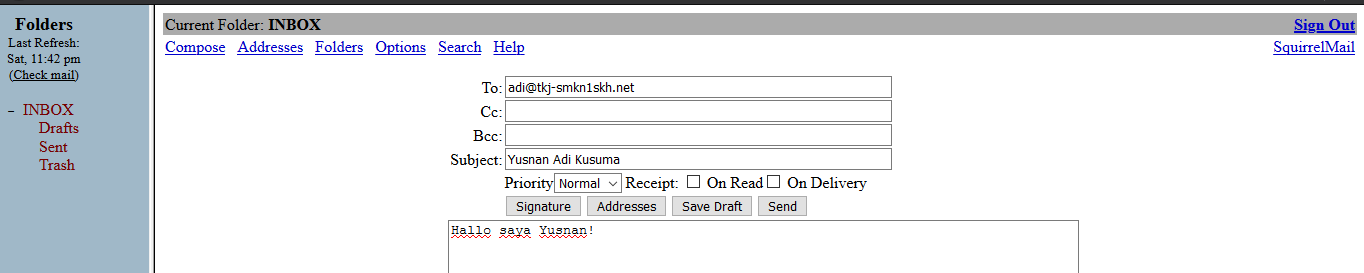 Folders
Last Refresh:
Sat, 11:42 pm
(Check mail)
– INBOX
Drafts
Sent
Trash
Current Folder: INBOX Sign Out
Compose Addresses Folders Options Search Help SquirrelMail
To: adi@tkj-smkn1skh.net
Cc:
Bcc:
Subject: Yusnan Adi Kusuma
Priority Normal Receipt: On Read On Delivery
Signature Addresses Save Draft Send
Hallo saya Yusnan!